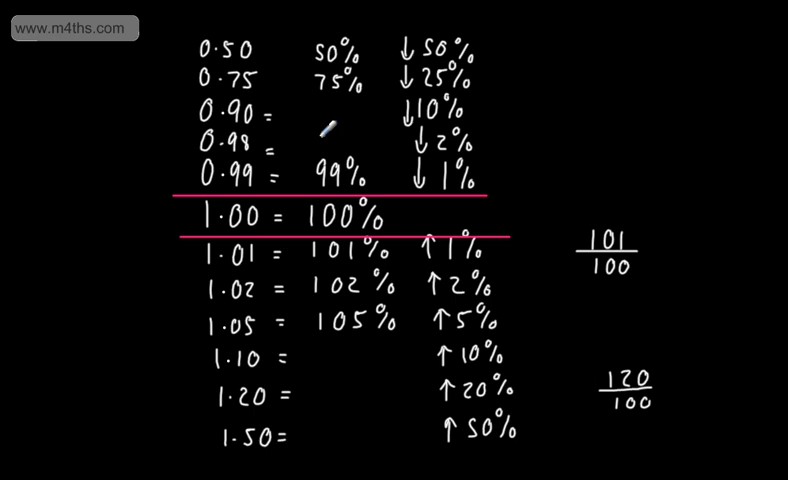 www.m4ths.com
0.50 50% ↓50%
0.75 75% ↓25%
0.90 = ↓10%
0.98 = ↓2%
0.99 = 99% ↓1%
1.00 = 100%
1.01 = 101% ↑1%
1.02 = 102% ↑2%
1.05 = 105% ↑5%
1.10 = ↑10%
1.20 = ↑20%
1.50= ↑50%
101
100
120
100